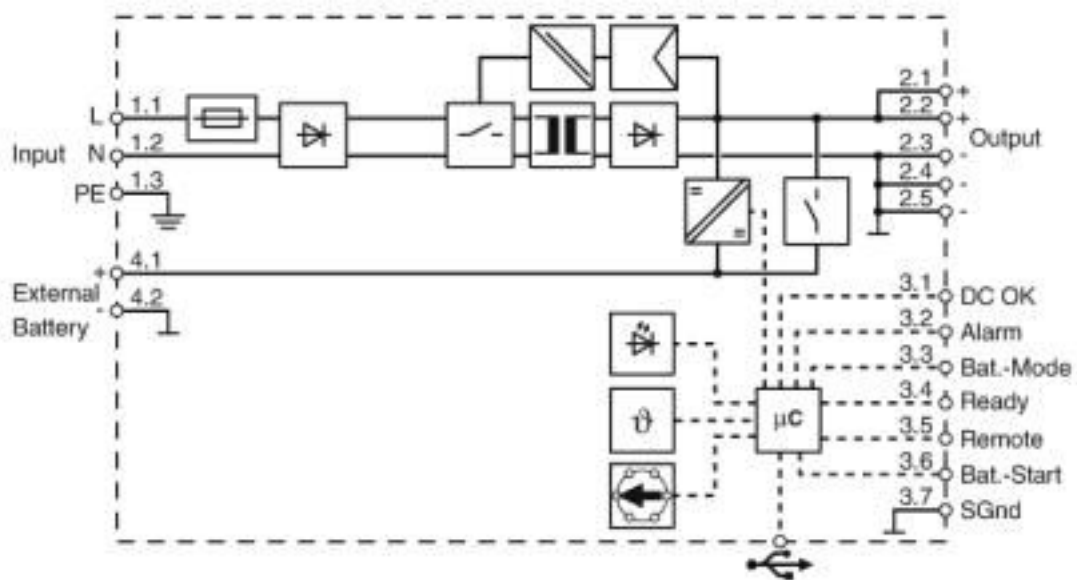 L 1.1
Input N 1.2
PE 1.3
+ 4.1
External
Battery
- 4.2
2.1 +
2.2 +
Output
2.3 -
2.4 -
2.5 -
=
=
3.1 DC OK
3.2 Alarm
3.3 Bat.-Mode
3.4 Ready
3.5 Remote
3.6 Bat.-Start
3.7 SGnd
ϑ
µC